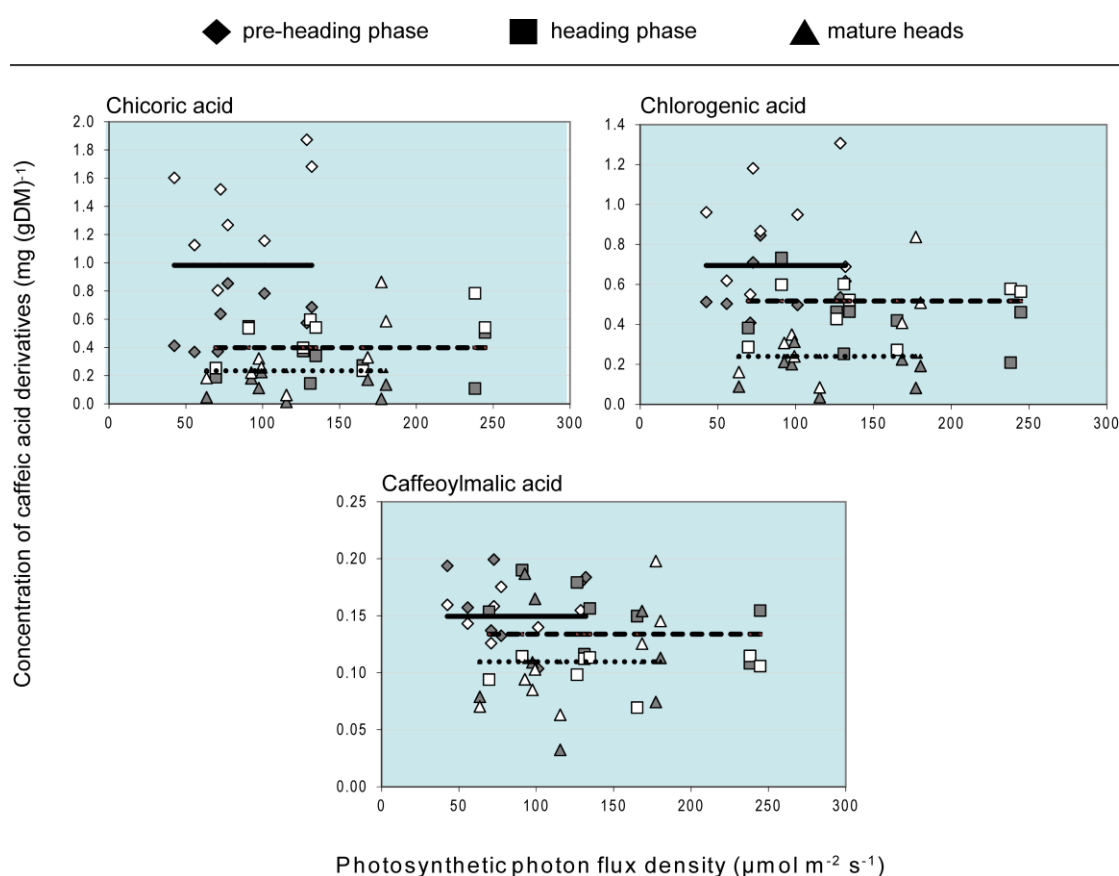 pre-heading phase heading phase mature heads
Chicoric acid
2.0
1.8
1.6
1.4
1.2
1.0
0.8
0.6
0.4
0.2
0.0
0 50 100 150 200 250 300
Chlorogenic acid
1.4
1.2
1.0
0.8
0.6
0.4
0.2
0.0
0 50 100 150 200 250 300
Concentration of caffeic acid derivatives (mg (gDM)⁻¹)
Caffeoylmalic acid
0.25
0.20
0.15
0.10
0.05
0.00
0 50 100 150 200 250 300
Photosynthetic photon flux density (µmol m⁻² s⁻¹)